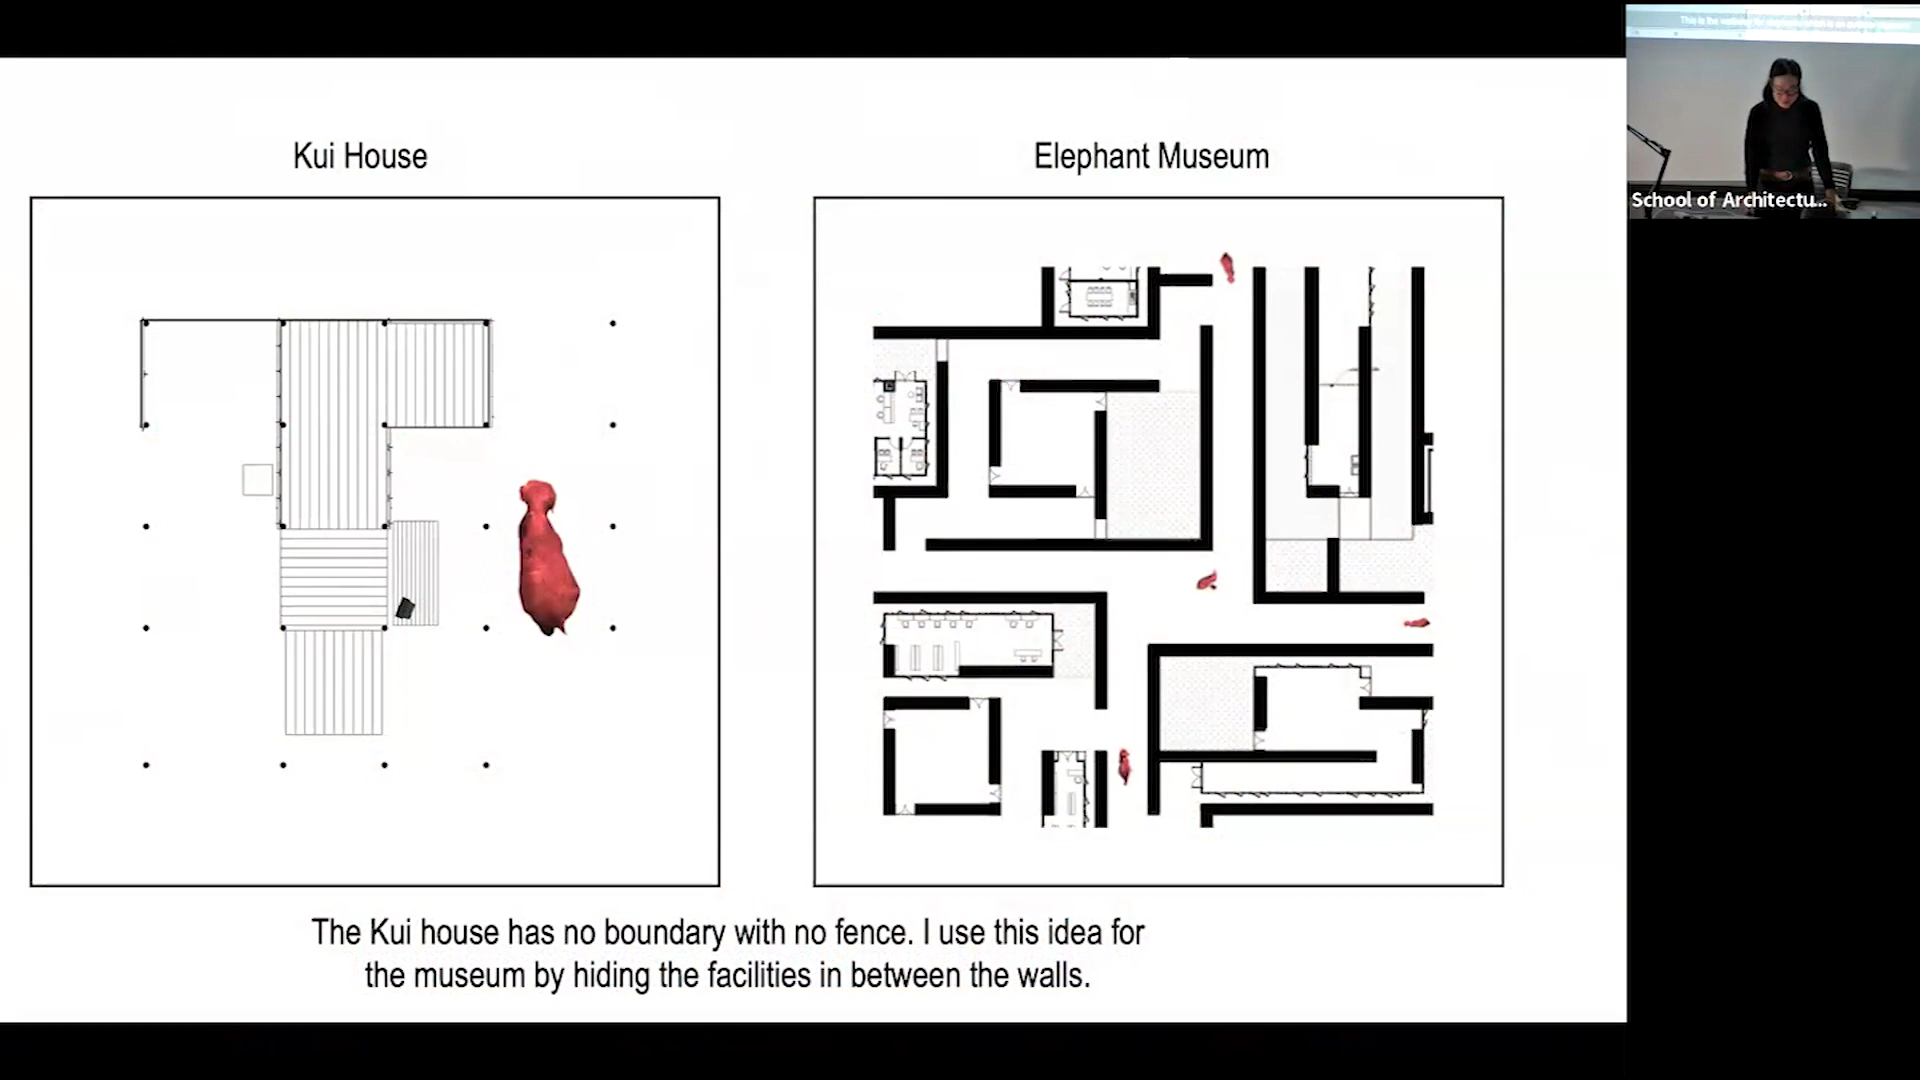 Kui House
Elephant Museum
The Kui house has no boundary with no fence. I use this idea for
the museum by hiding the facilities in between the walls.
School of Architectu...